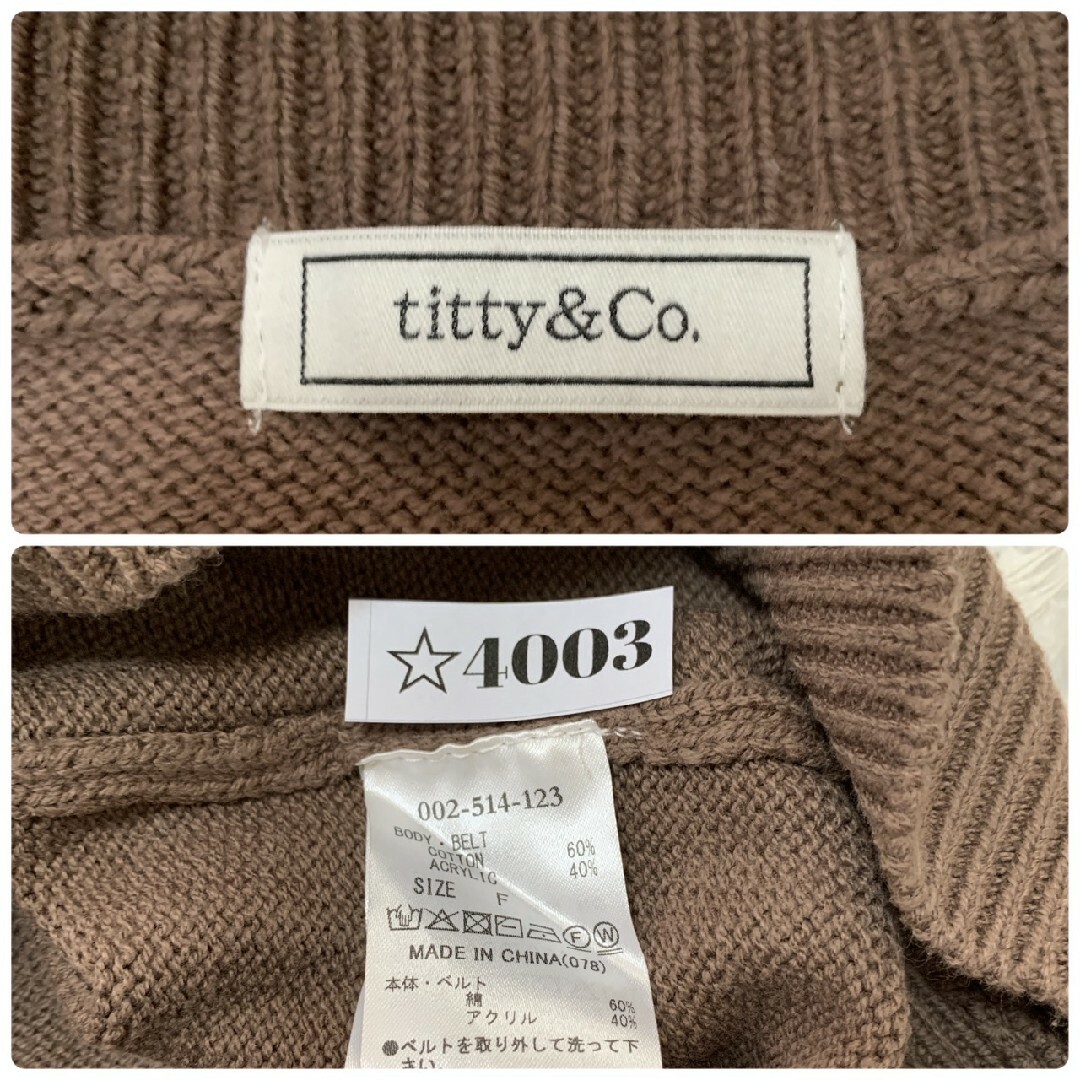 titty&Co.
☆4003
002-514-123
BODY・BELT
COTTON 60%
ACRYLIC 40%
SIZE F
F W
MADE IN CHINA(078)
本体・ベルト
綿 60%
アクリル 40%
●ベルトを取り外して洗って下
さい。